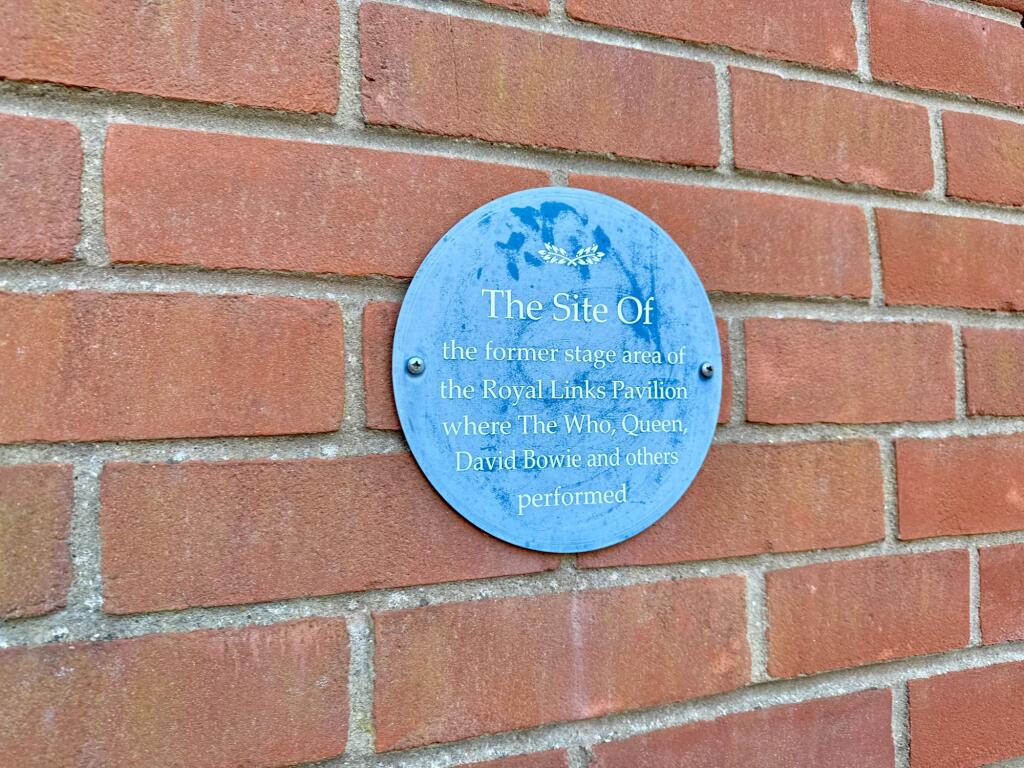 The Site Of
the former stage area of
the Royal Links Pavilion
where The Who, Queen,
David Bowie and others
performed